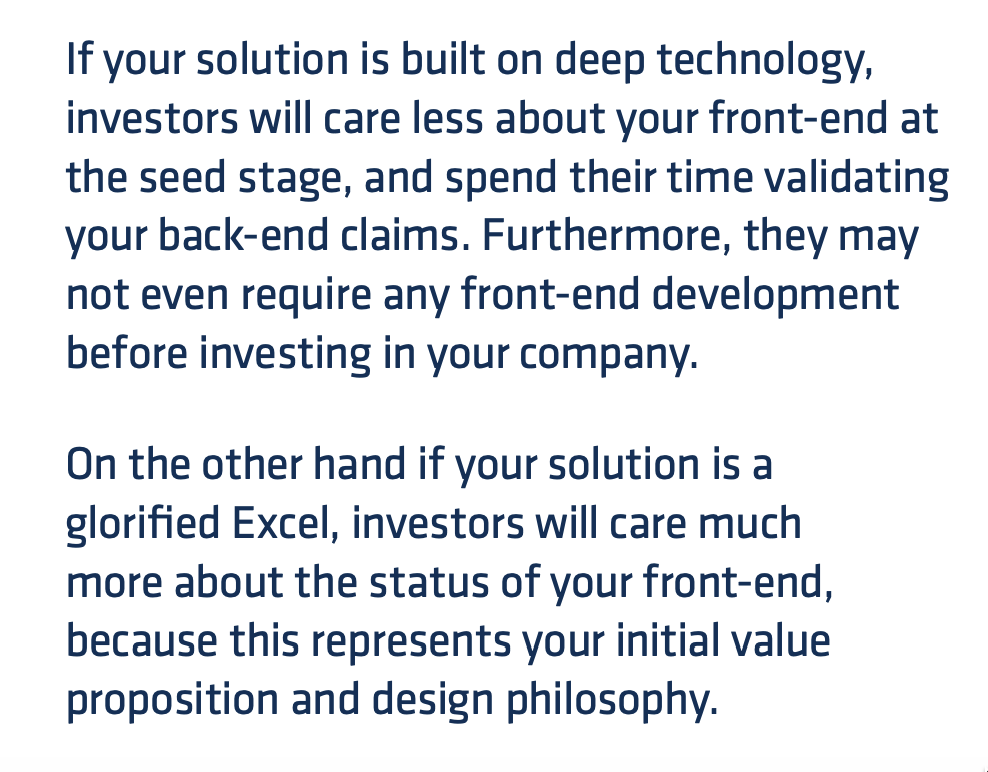 If your solution is built on deep technology,
investors will care less about your front-end at
the seed stage, and spend their time validating
your back-end claims. Furthermore, they may
not even require any front-end development
before investing in your company.
On the other hand if your solution is a
glorified Excel, investors will care much
more about the status of your front-end,
because this represents your initial value
proposition and design philosophy.